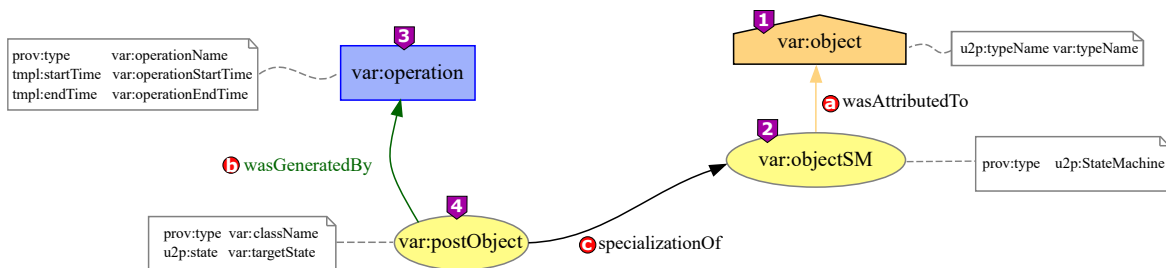 1
var:object
u2p:typeName var:typeName
3
var:operation
prov:type var:operationName
tmpl:startTime var:operationStartTime
tmpl:endTime var:operationEndTime
a wasAttributedTo
2
var:objectSM
prov:type u2p:StateMachine
b wasGeneratedBy
4
var:postObject
prov:type var:className
u2p:state var:targetState
c specializationOf